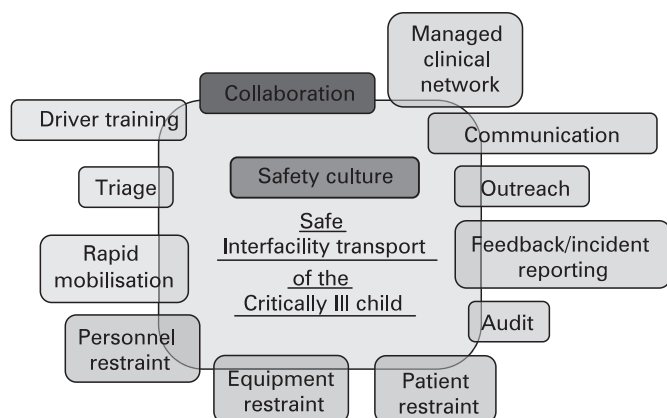 Managed
clinical
network
Collaboration
Driver training
Communication
Triage
Safety culture
Outreach
Safe
Interfacility transport
of the
Critically Ill child
Rapid
mobilisation
Feedback/incident
reporting
Personnel
restraint
Audit
Equipment
restraint
Patient
restraint